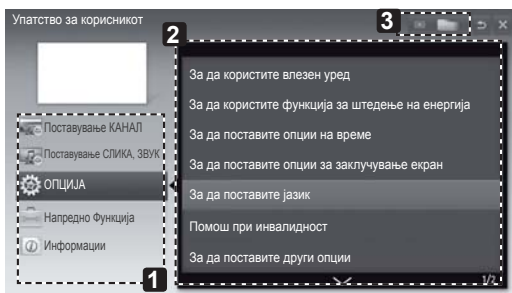 Упатство за корисникот
3
2
За да користите влезен уред
За да користите функција за штедење на енергија
Поставување КАНАЛ
За да поставите опции на време
Поставување СЛИКА, ЗВУК
За да поставите опции за заклучување екран
ОПЦИЈА
За да поставите јазик
Напредно Функција
Помош при инвалидност
Информации
За да поставите други опции
1
1/2